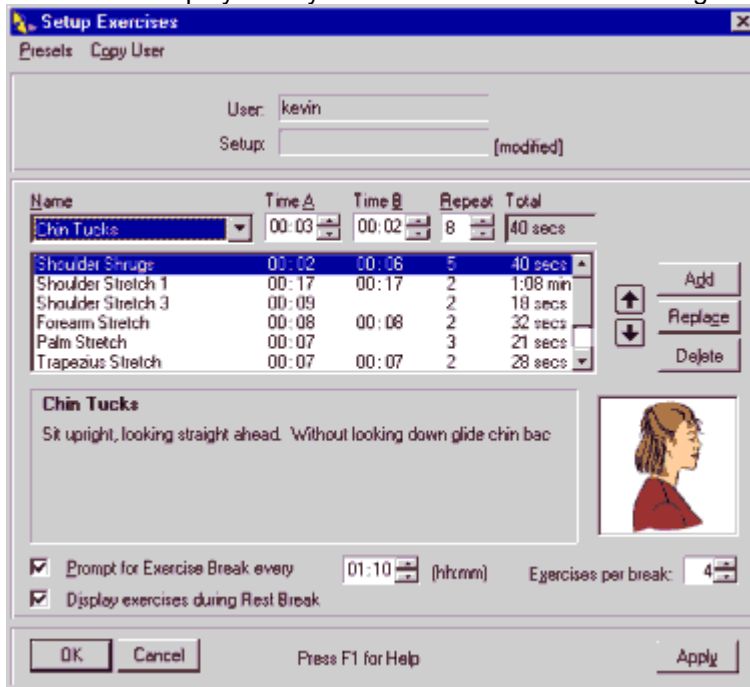 Setup Exercises
Presets Copy User
User: kevin
Setup: [modified]
Name Time A Time B Repeat Total
Chin Tucks 00:03 00:02 8 40 secs
Shoulder Shrugs 00:02 00:06 5 40 secs
Shoulder Stretch 1 00:17 00:17 2 1:08 min
Shoulder Stretch 3 00:09 2 18 secs
Forearm Stretch 00:08 00:08 2 32 secs
Palm Stretch 00:07 3 21 secs
Trapezius Stretch 00:07 00:07 2 28 secs
Add
Replace
Delete
Chin Tucks
Sit upright, looking straight ahead. Without looking down glide chin bac
Prompt for Exercise Break every 01:10 (hh:mm) Exercises per break: 4
Display exercises during Rest Break
OK Cancel Press F1 for Help Apply